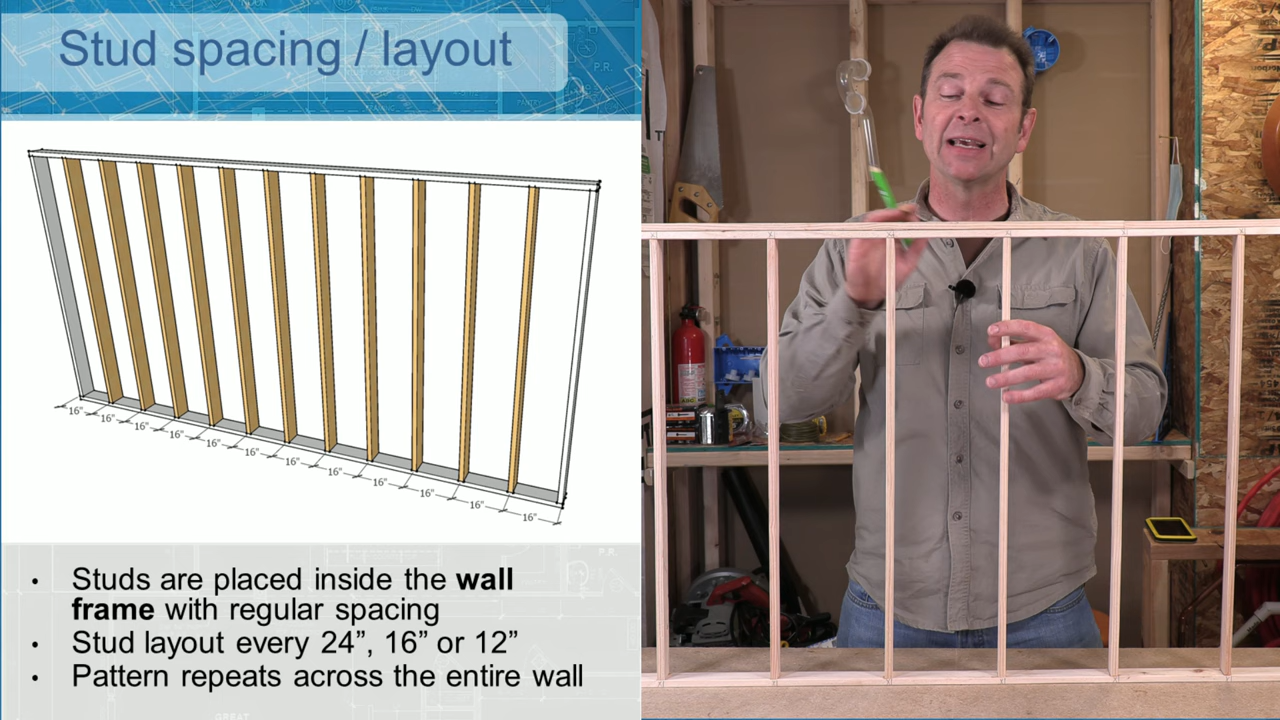 Stud spacing / layout
P.R.
16"
16"
16"
16"
16"
16"
16"
16"
16"
16"
16"
16"
P.R.
• Studs are placed inside the wall
frame with regular spacing
• Stud layout every 24”, 16” or 12”
• Pattern repeats across the entire wall
GREAT